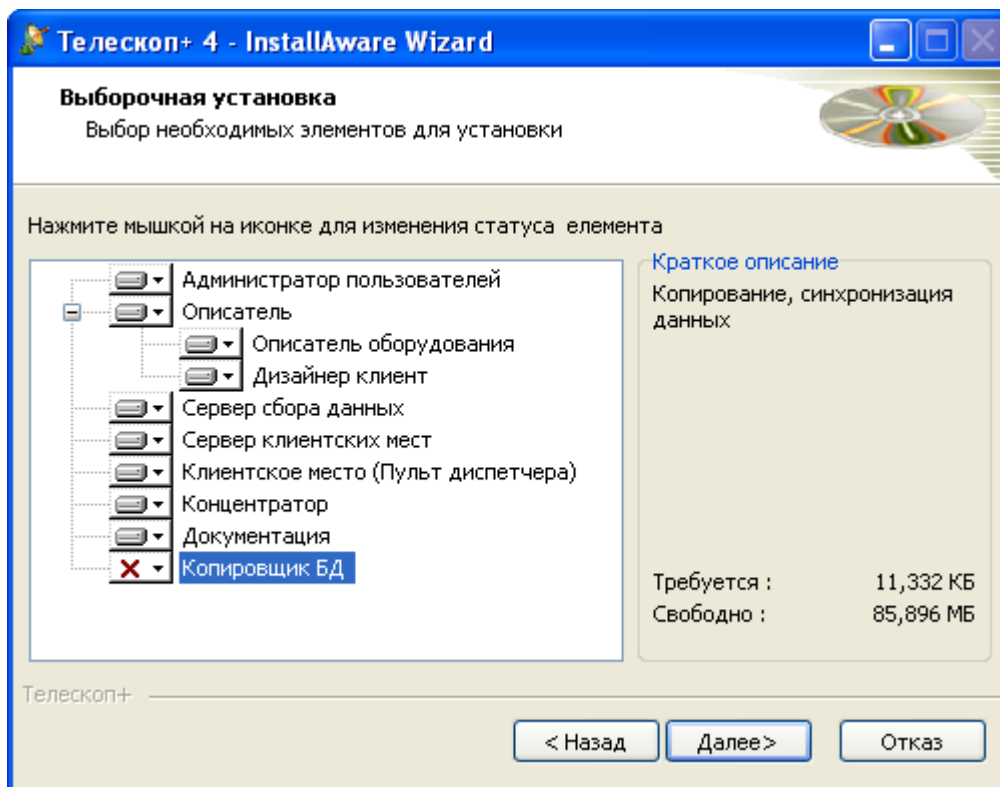 Телескоп+ 4 - InstallAware Wizard
Выборочная установка
Выбор необходимых элементов для установки
Нажмите мышкой на иконке для изменения статуса елемента
Администратор пользователей
Описатель
Описатель оборудования
Дизайнер клиент
Сервер сбора данных
Сервер клиентских мест
Клиентское место (Пульт диспетчера)
Концентратор
Документация
Копировщик БД
Краткое описание
Копирование, синхронизация
данных
Требуется : 11,332 КБ
Свободно : 85,896 МБ
Телескоп+
< Назад
Далее>
Отказ